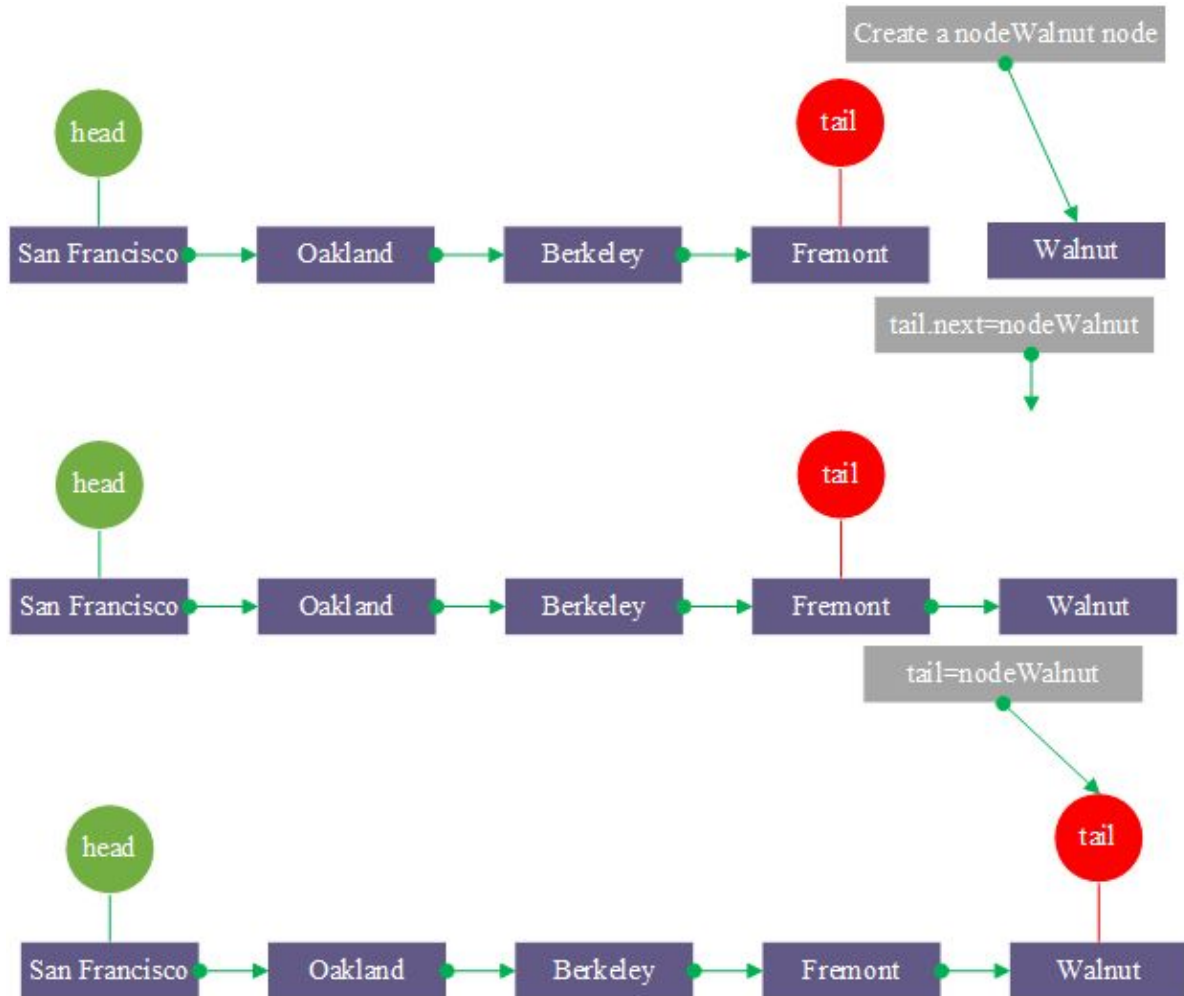 Create a nodeWalnut node
head
tail
San Francisco
Oakland
Berkeley
Fremont
Walnut
tail.next=nodeWalnut
head
tail
San Francisco
Oakland
Berkeley
Fremont
Walnut
tail=nodeWalnut
head
tail
San Francisco
Oakland
Berkeley
Fremont
Walnut